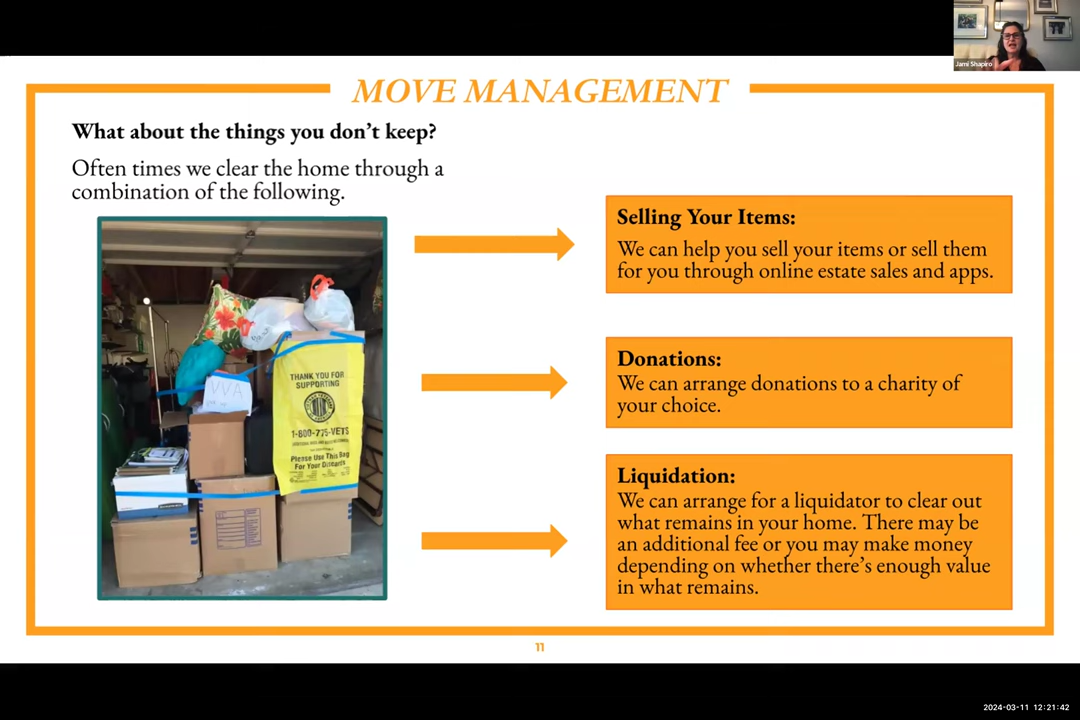 Jami Shapiro
MOVE MANAGEMENT
What about the things you don't keep?
Often times we clear the home through a
combination of the following.
VVA
THANK YOU FOR
SUPPORTING
1-800-775-VETS
Please Use This Bag
For Your Discards
Selling Your Items:
We can help you sell your items or sell them
for you through online estate sales and apps.
Donations:
We can arrange donations to a charity of
your choice.
Liquidation:
We can arrange for a liquidator to clear out
what remains in your home. There may be
an additional fee or you may make money
depending on whether there's enough value
in what remains.
11
2024-03-11 12:21:42